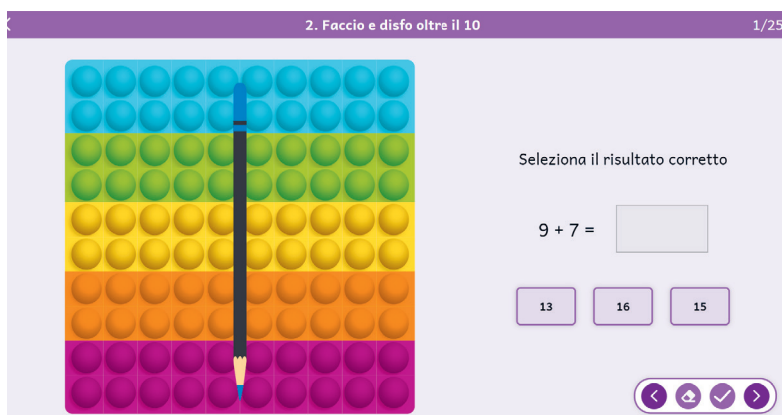 2. Faccio e disfo oltre il 10
1/25
Seleziona il risultato corretto
9 + 7 =
13
16
15